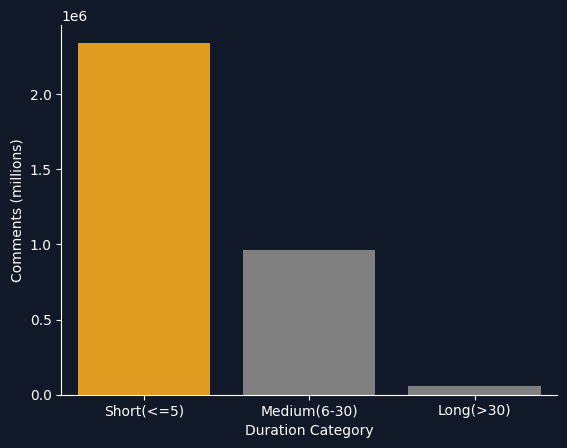 1e6
2.0
1.5
1.0
0.5
0.0
Comments (millions)
Short(<=5) Medium(6-30) Long(>30)
Duration Category